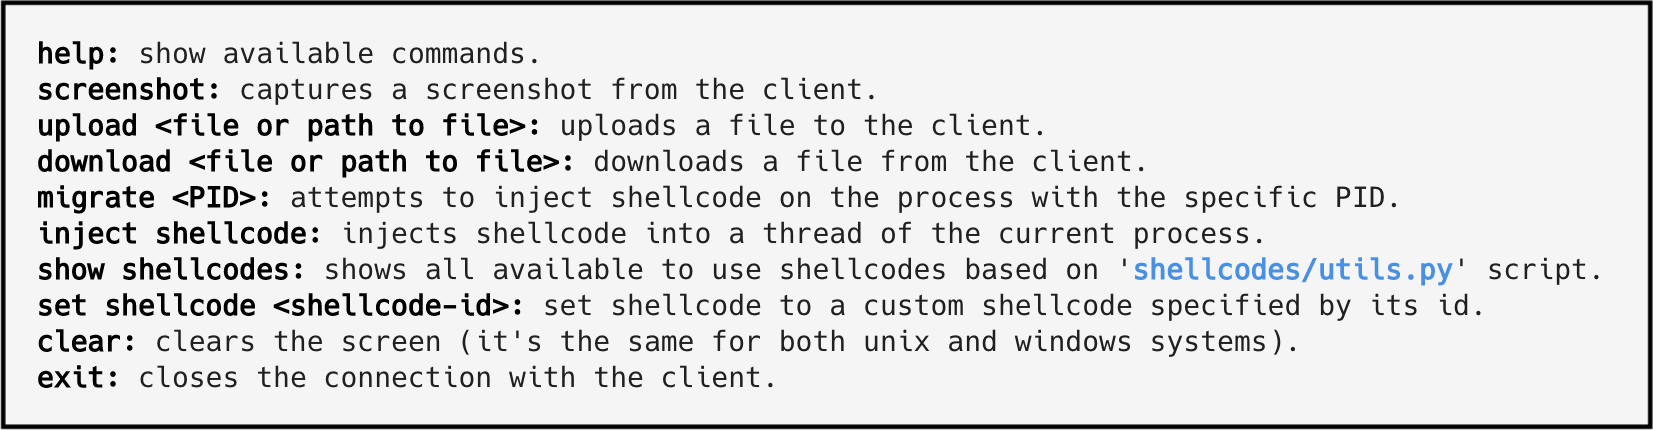 help: show available commands.
screenshot: captures a screenshot from the client.
upload <file or path to file>: uploads a file to the client.
download <file or path to file>: downloads a file from the client.
migrate <PID>: attempts to inject shellcode on the process with the specific PID.
inject shellcode: injects shellcode into a thread of the current process.
show shellcodes: shows all available to use shellcodes based on 'shellcodes/utils.py' script.
set shellcode <shellcode-id>: set shellcode to a custom shellcode specified by its id.
clear: clears the screen (it's the same for both unix and windows systems).
exit: closes the connection with the client.